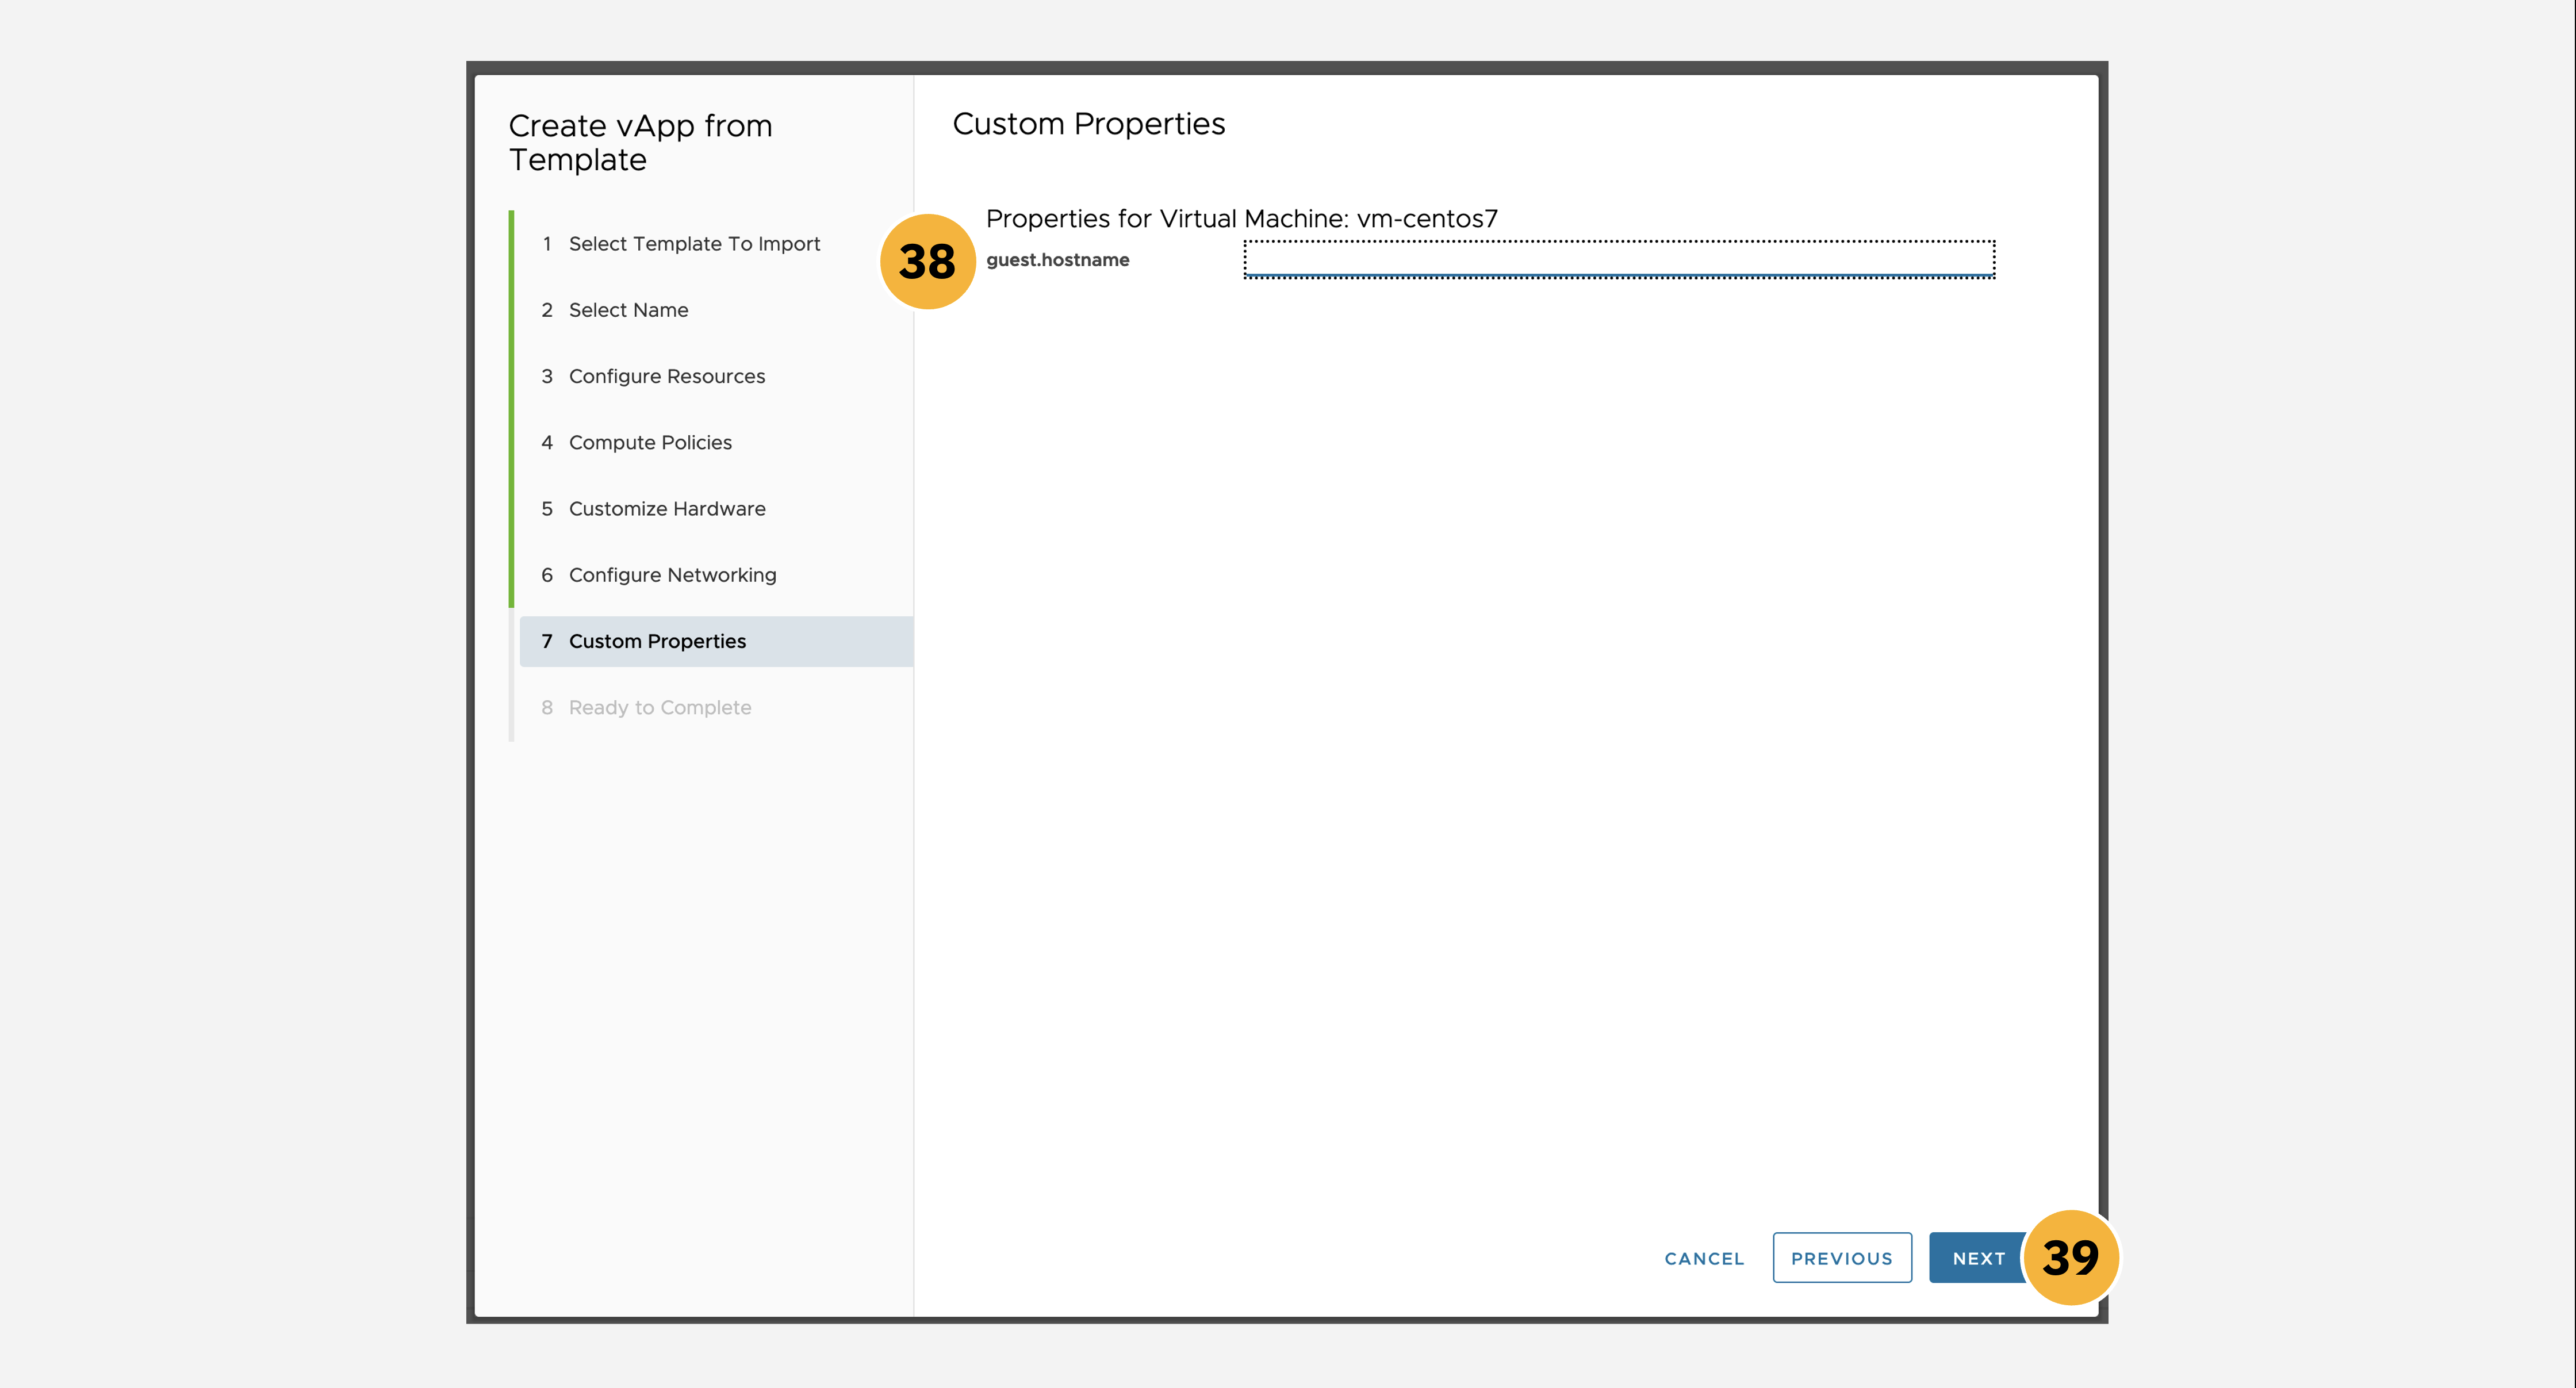 Create vApp from
Template
1 Select Template To Import
2 Select Name
3 Configure Resources
4 Compute Policies
5 Customize Hardware
6 Configure Networking
7 Custom Properties
8 Ready to Complete
Custom Properties
Properties for Virtual Machine: vm-centos7
38 guest.hostname
CANCEL PREVIOUS NEXT 39